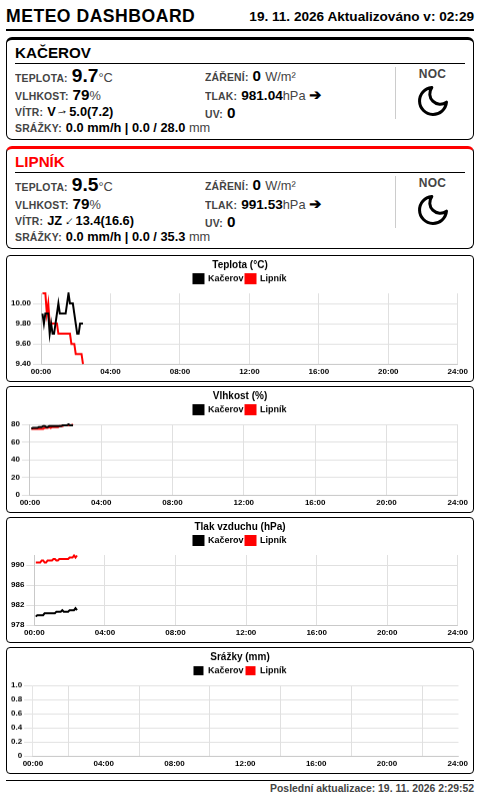 METEO DASHBOARD 19. 11. 2026 Aktualizováno v: 02:29
KAČEROV
TEPLOTA: 9.7°C ZÁŘENÍ: 0 W/m² NOC
VLHKOST: 79% TLAK: 981.04hPa ➔
VÍTR: V → 5.0(7.2) UV: 0
SRÁŽKY: 0.0 mm/h | 0.0 / 28.0 mm
LIPNÍK
TEPLOTA: 9.5°C ZÁŘENÍ: 0 W/m² NOC
VLHKOST: 79% TLAK: 991.53hPa ➔
VÍTR: JZ ↙ 13.4(16.6) UV: 0
SRÁŽKY: 0.0 mm/h | 0.0 / 35.3 mm
Teplota (°C)
Kačerov Lipník
10.00
9.80
9.60
9.40
00:00 04:00 08:00 12:00 16:00 20:00 24:00
Vlhkost (%)
Kačerov Lipník
80
60
40
20
0
00:00 04:00 08:00 12:00 16:00 20:00 24:00
Tlak vzduchu (hPa)
Kačerov Lipník
990
986
982
978
00:00 04:00 08:00 12:00 16:00 20:00 24:00
Srážky (mm)
Kačerov Lipník
1.0
0.8
0.6
0.4
0.2
0
00:00 04:00 08:00 12:00 16:00 20:00 24:00
Poslední aktualizace: 19. 11. 2026 2:29:52